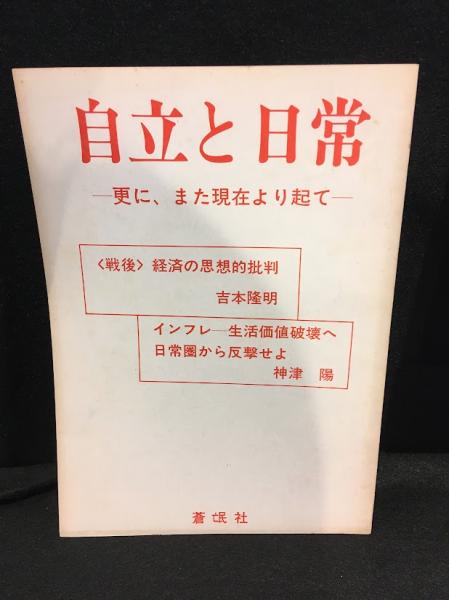 自立と日常
―更に、また現在より起て―
〈戦後〉経済の思想的批判
吉本隆明
インフレ―生活価値破壊へ
日常圏から反撃せよ
神津 陽
蒼氓社